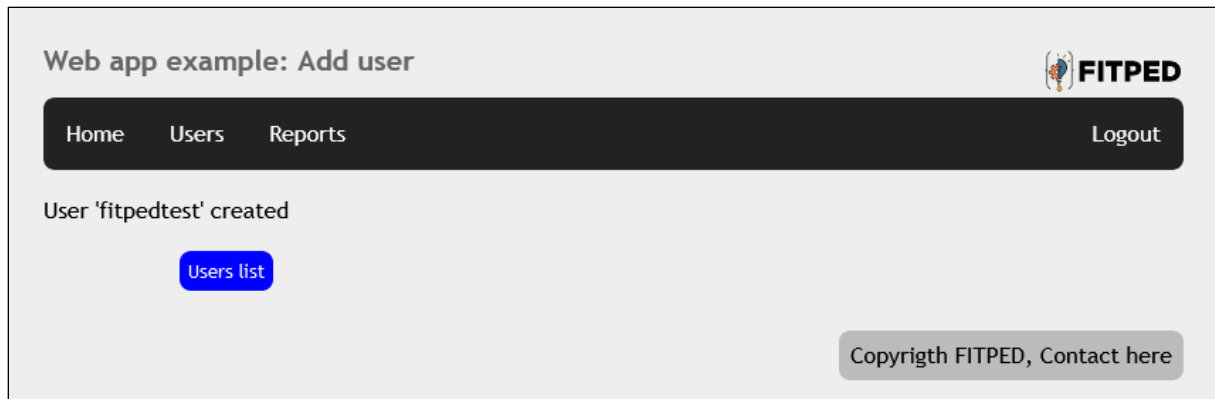 Web app example: Add user
FITPED
Home Users Reports Logout
User 'fitpedtest' created
Users list
Copyrigth FITPED, Contact here